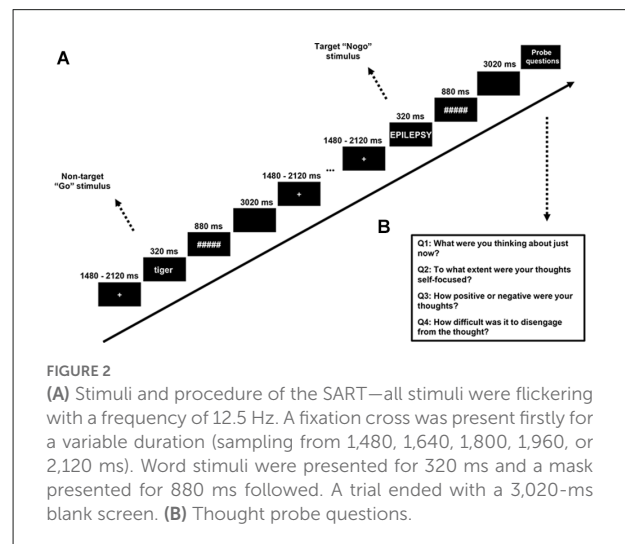 A
Target “Nogo”
stimulus
Probe
questions
3020 ms
880 ms
#####
320 ms
EPILEPSY
1480 - 2120 ms
+
...
1480 - 2120 ms
+
Non-target
“Go” stimulus
3020 ms
880 ms
#####
320 ms
tiger
1480 - 2120 ms
+
B
Q1: What were you thinking about just
now?
Q2: To what extent were your thoughts
self-focused?
Q3: How positive or negative were your
thoughts?
Q4: How difficult was it to disengage
from the thought?
FIGURE 2
(A) Stimuli and procedure of the SART—all stimuli were flickering
with a frequency of 12.5 Hz. A fixation cross was present firstly for
a variable duration (sampling from 1,480, 1,640, 1,800, 1,960, or
2,120 ms). Word stimuli were presented for 320 ms and a mask
presented for 880 ms followed. A trial ended with a 3,020-ms
blank screen. (B) Thought probe questions.